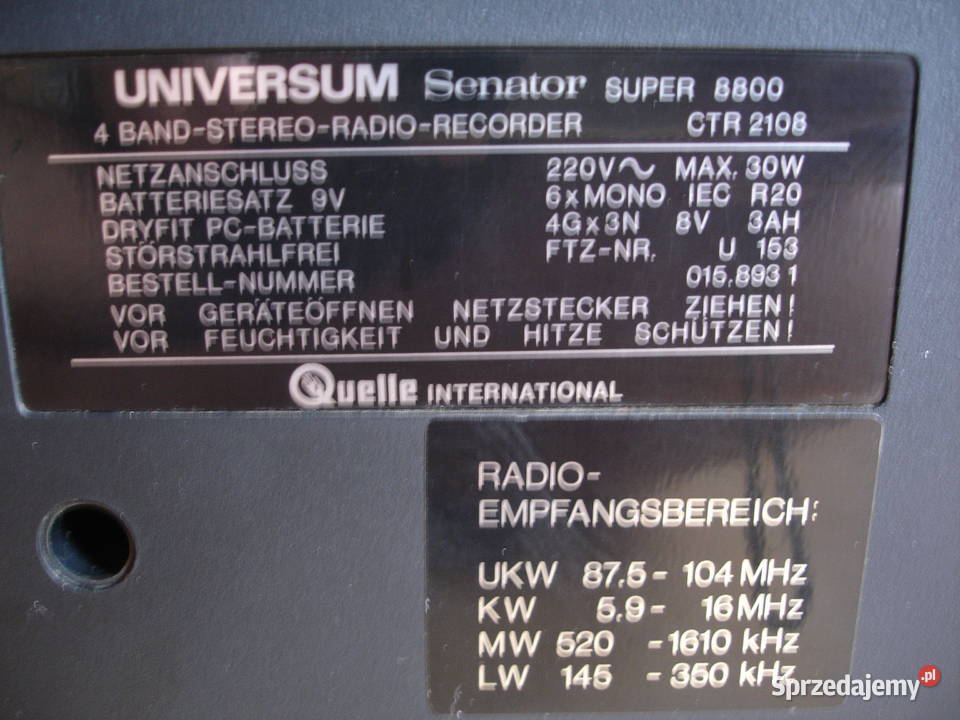 UNIVERSUM Senator SUPER 8800
4 BAND-STEREO-RADIO-RECORDER CTR 2108
NETZANSCHLUSS 220V~ MAX. 30W
BATTERIESATZ 9V 6xMONO IEC R20
DRYFIT PC-BATTERIE 4Gx3N 8V 3AH
STÖRSTRAHLFREI FTZ-NR. U 153
BESTELL-NUMMER 015.893 1
VOR GERÄTEÖFFNEN NETZSTECKER ZIEHEN!
VOR FEUCHTIGKEIT UND HITZE SCHÜTZEN!
Quelle INTERNATIONAL
RADIO-
EMPFANGSBEREICH:
UKW 87.5- 104 MHz
KW 5.9- 16 MHz
MW 520 -1610 kHz
LW 145 -350 kHz
Sprzedajemy.pl